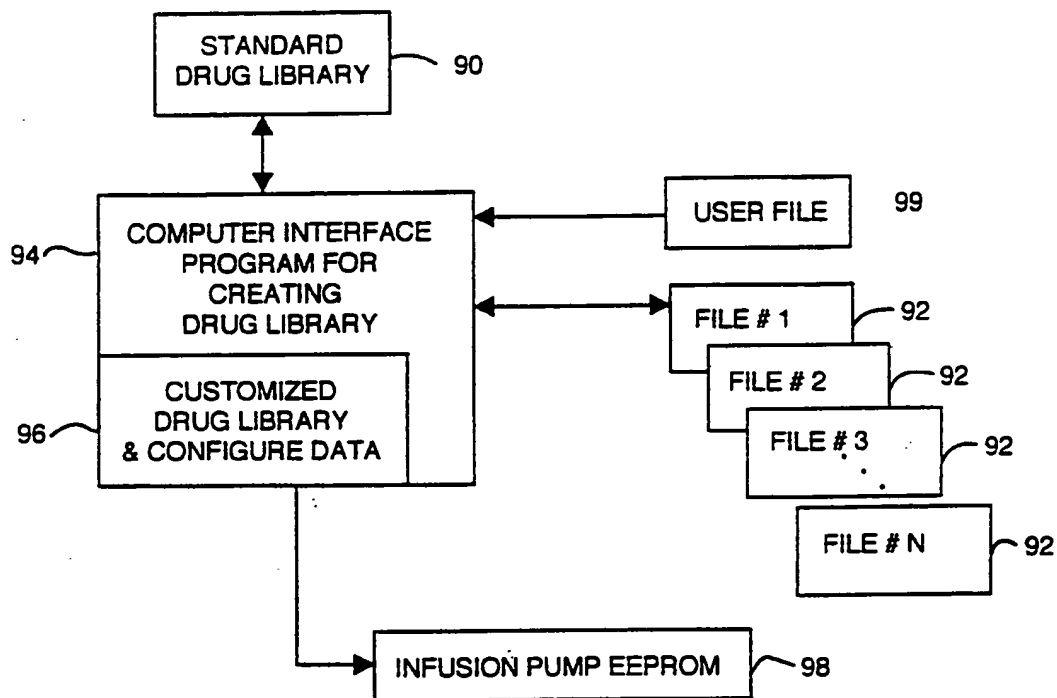 STANDARD
DRUG LIBRARY
90
COMPUTER INTERFACE
PROGRAM FOR
CREATING
DRUG LIBRARY
94
USER FILE
99
FILE # 1
92
FILE # 2
92
FILE # 3
92
FILE # N
92
CUSTOMIZED
DRUG LIBRARY
& CONFIGURE DATA
96
INFUSION PUMP EEPROM
98